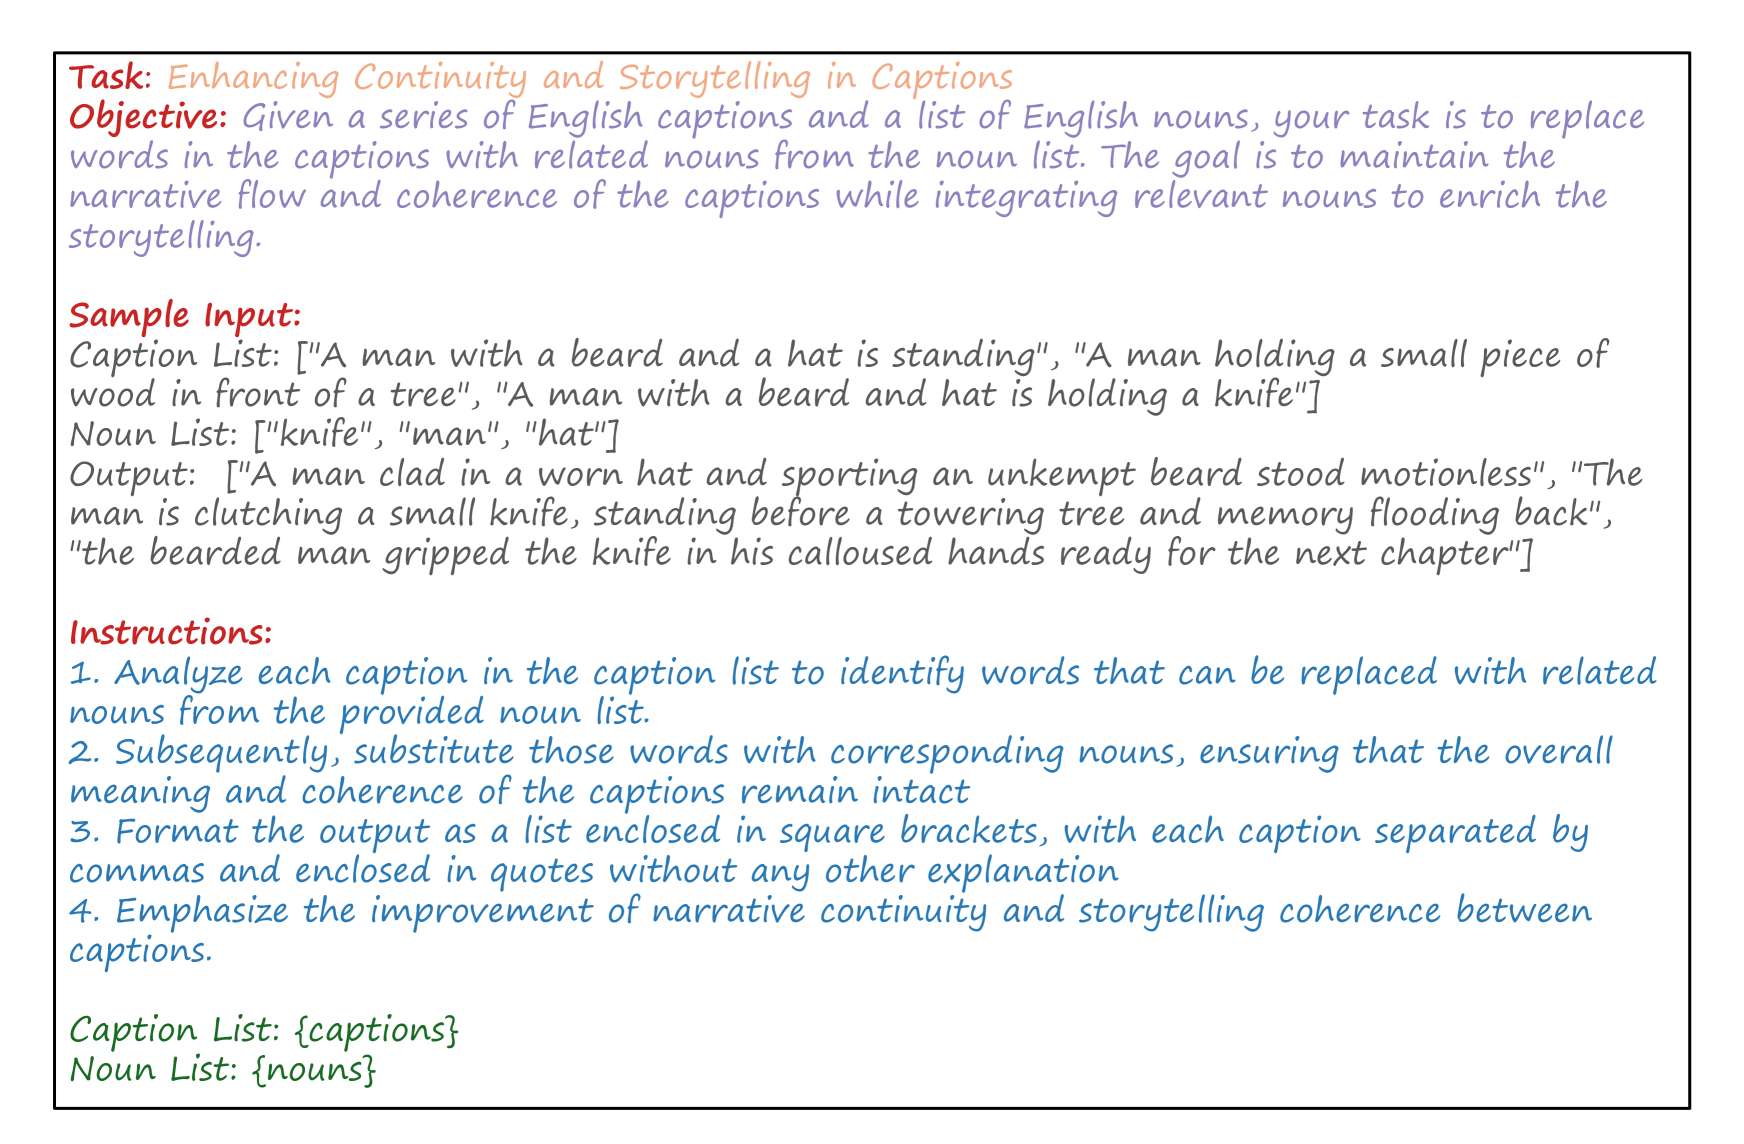 Task: Enhancing Continuity and Storytelling in Captions
Objective: Given a series of English captions and a list of English nouns, your task is to replace
words in the captions with related nouns from the noun list. The goal is to maintain the
narrative flow and coherence of the captions while integrating relevant nouns to enrich the
storytelling.
Sample Input:
Caption List: ["A man with a beard and a hat is standing", "A man holding a small piece of
wood in front of a tree", "A man with a beard and hat is holding a knife"]
Noun List: ["knife", "man", "hat"]
Output:  ["A man clad in a worn hat and sporting an unkempt beard stood motionless", "The
man is clutching a small knife, standing before a towering tree and memory flooding back",
"the bearded man gripped the knife in his calloused hands ready for the next chapter"]
Instructions:
1. Analyze each caption in the caption list to identify words that can be replaced with related
nouns from the provided noun list.
2. Subsequently, substitute those words with corresponding nouns, ensuring that the overall
meaning and coherence of the captions remain intact
3. Format the output as a list enclosed in square brackets, with each caption separated by
commas and enclosed in quotes without any other explanation
4. Emphasize the improvement of narrative continuity and storytelling coherence between
captions.
Caption List: {captions}
Noun List: {nouns}